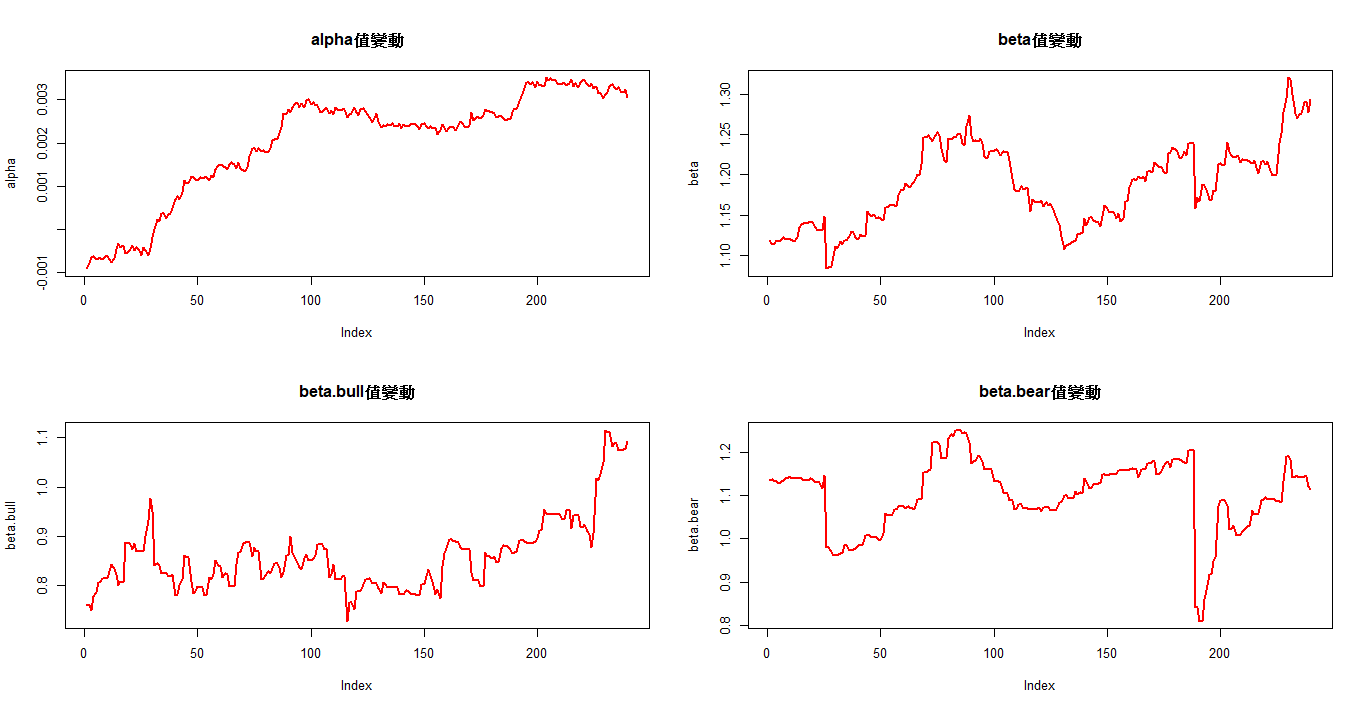 alpha值變動
alpha
0.003
0.002
0.001
-0.001
0 50 100 150 200
Index
beta值變動
beta
1.30
1.25
1.20
1.15
1.10
0 50 100 150 200
Index
beta.bull值變動
beta.bull
1.1
1.0
0.9
0.8
0 50 100 150 200
Index
beta.bear值變動
beta.bear
1.2
1.1
1.0
0.9
0.8
0 50 100 150 200
Index